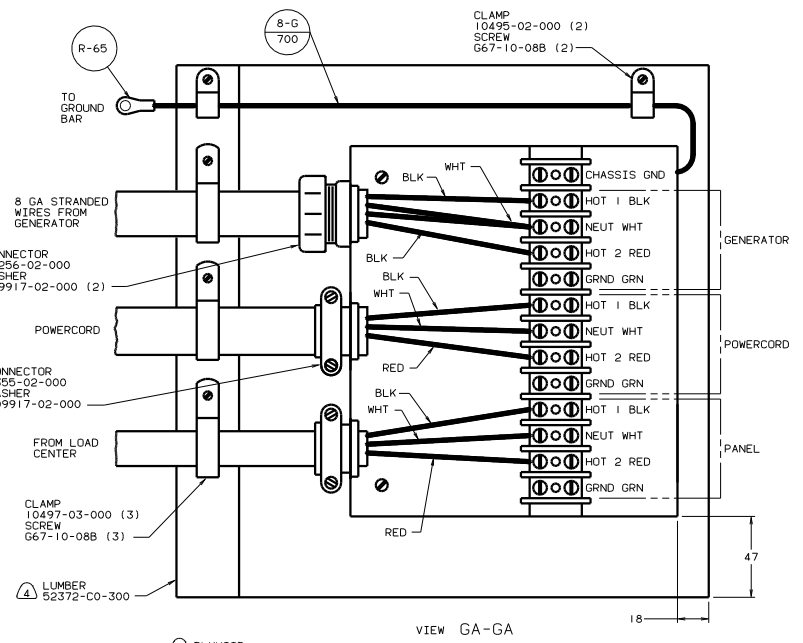 R-65
8-G
700
CLAMP
10495-02-000 (2)
SCREW
G67-10-08B (2)
TO
GROUND
BAR
8 GA STRANDED
WIRES FROM
GENERATOR
BLK
WHT
BLK
CHASSIS GND
HOT 1 BLK
NEUT WHT
HOT 2 RED
GRND GRN
GENERATOR
NNECTOR
256-02-000
SHER
9917-02-000 (2)
POWERCORD
BLK
WHT
RED
HOT 1 BLK
NEUT WHT
HOT 2 RED
GRND GRN
POWERCORD
NNECTOR
55-02-000
SHER
09917-02-000
FROM LOAD
CENTER
BLK
WHT
RED
HOT 1 BLK
NEUT WHT
HOT 2 RED
GRND GRN
PANEL
CLAMP
10497-03-000 (3)
SCREW
G67-10-08B (3)
4
LUMBER
52372-C0-300
47
18
VIEW GA-GA